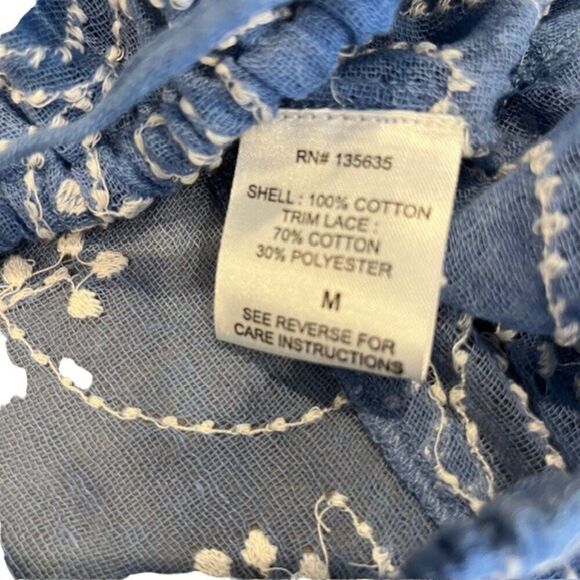 RN# 135635
SHELL : 100% COTTON
TRIM LACE :
70% COTTON
30% POLYESTER
M
SEE REVERSE FOR
CARE INSTRUCTIONS